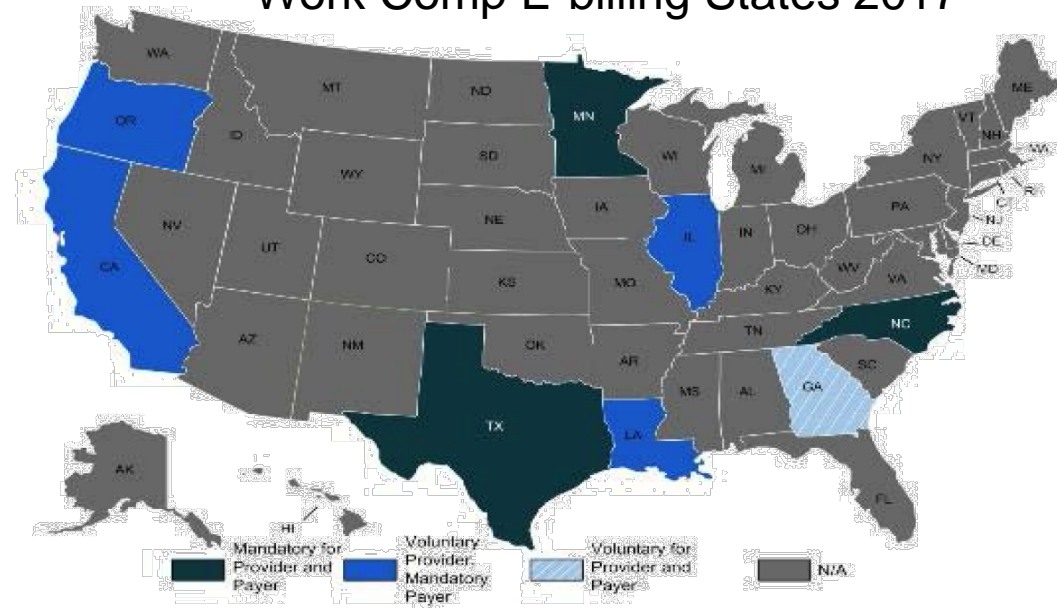 Work Comp E-billing States 2017
WA
MT
ND
MN
ME
VT
NH
OR
ID
SD
WI
MI
NY
MA
RI
CT
WY
IA
PA
NJ
NE
IL
IN
OH
DE
MD
NV
UT
CO
WV
VA
CA
KS
MO
KY
NC
TN
AZ
NM
OK
AR
SC
MS
AL
GA
TX
LA
AK
FL
HI
Mandatory for
Provider and
Payer
Voluntary
Provider,
Mandatory
Payer
Voluntary for
Provider and
Payer
N/A